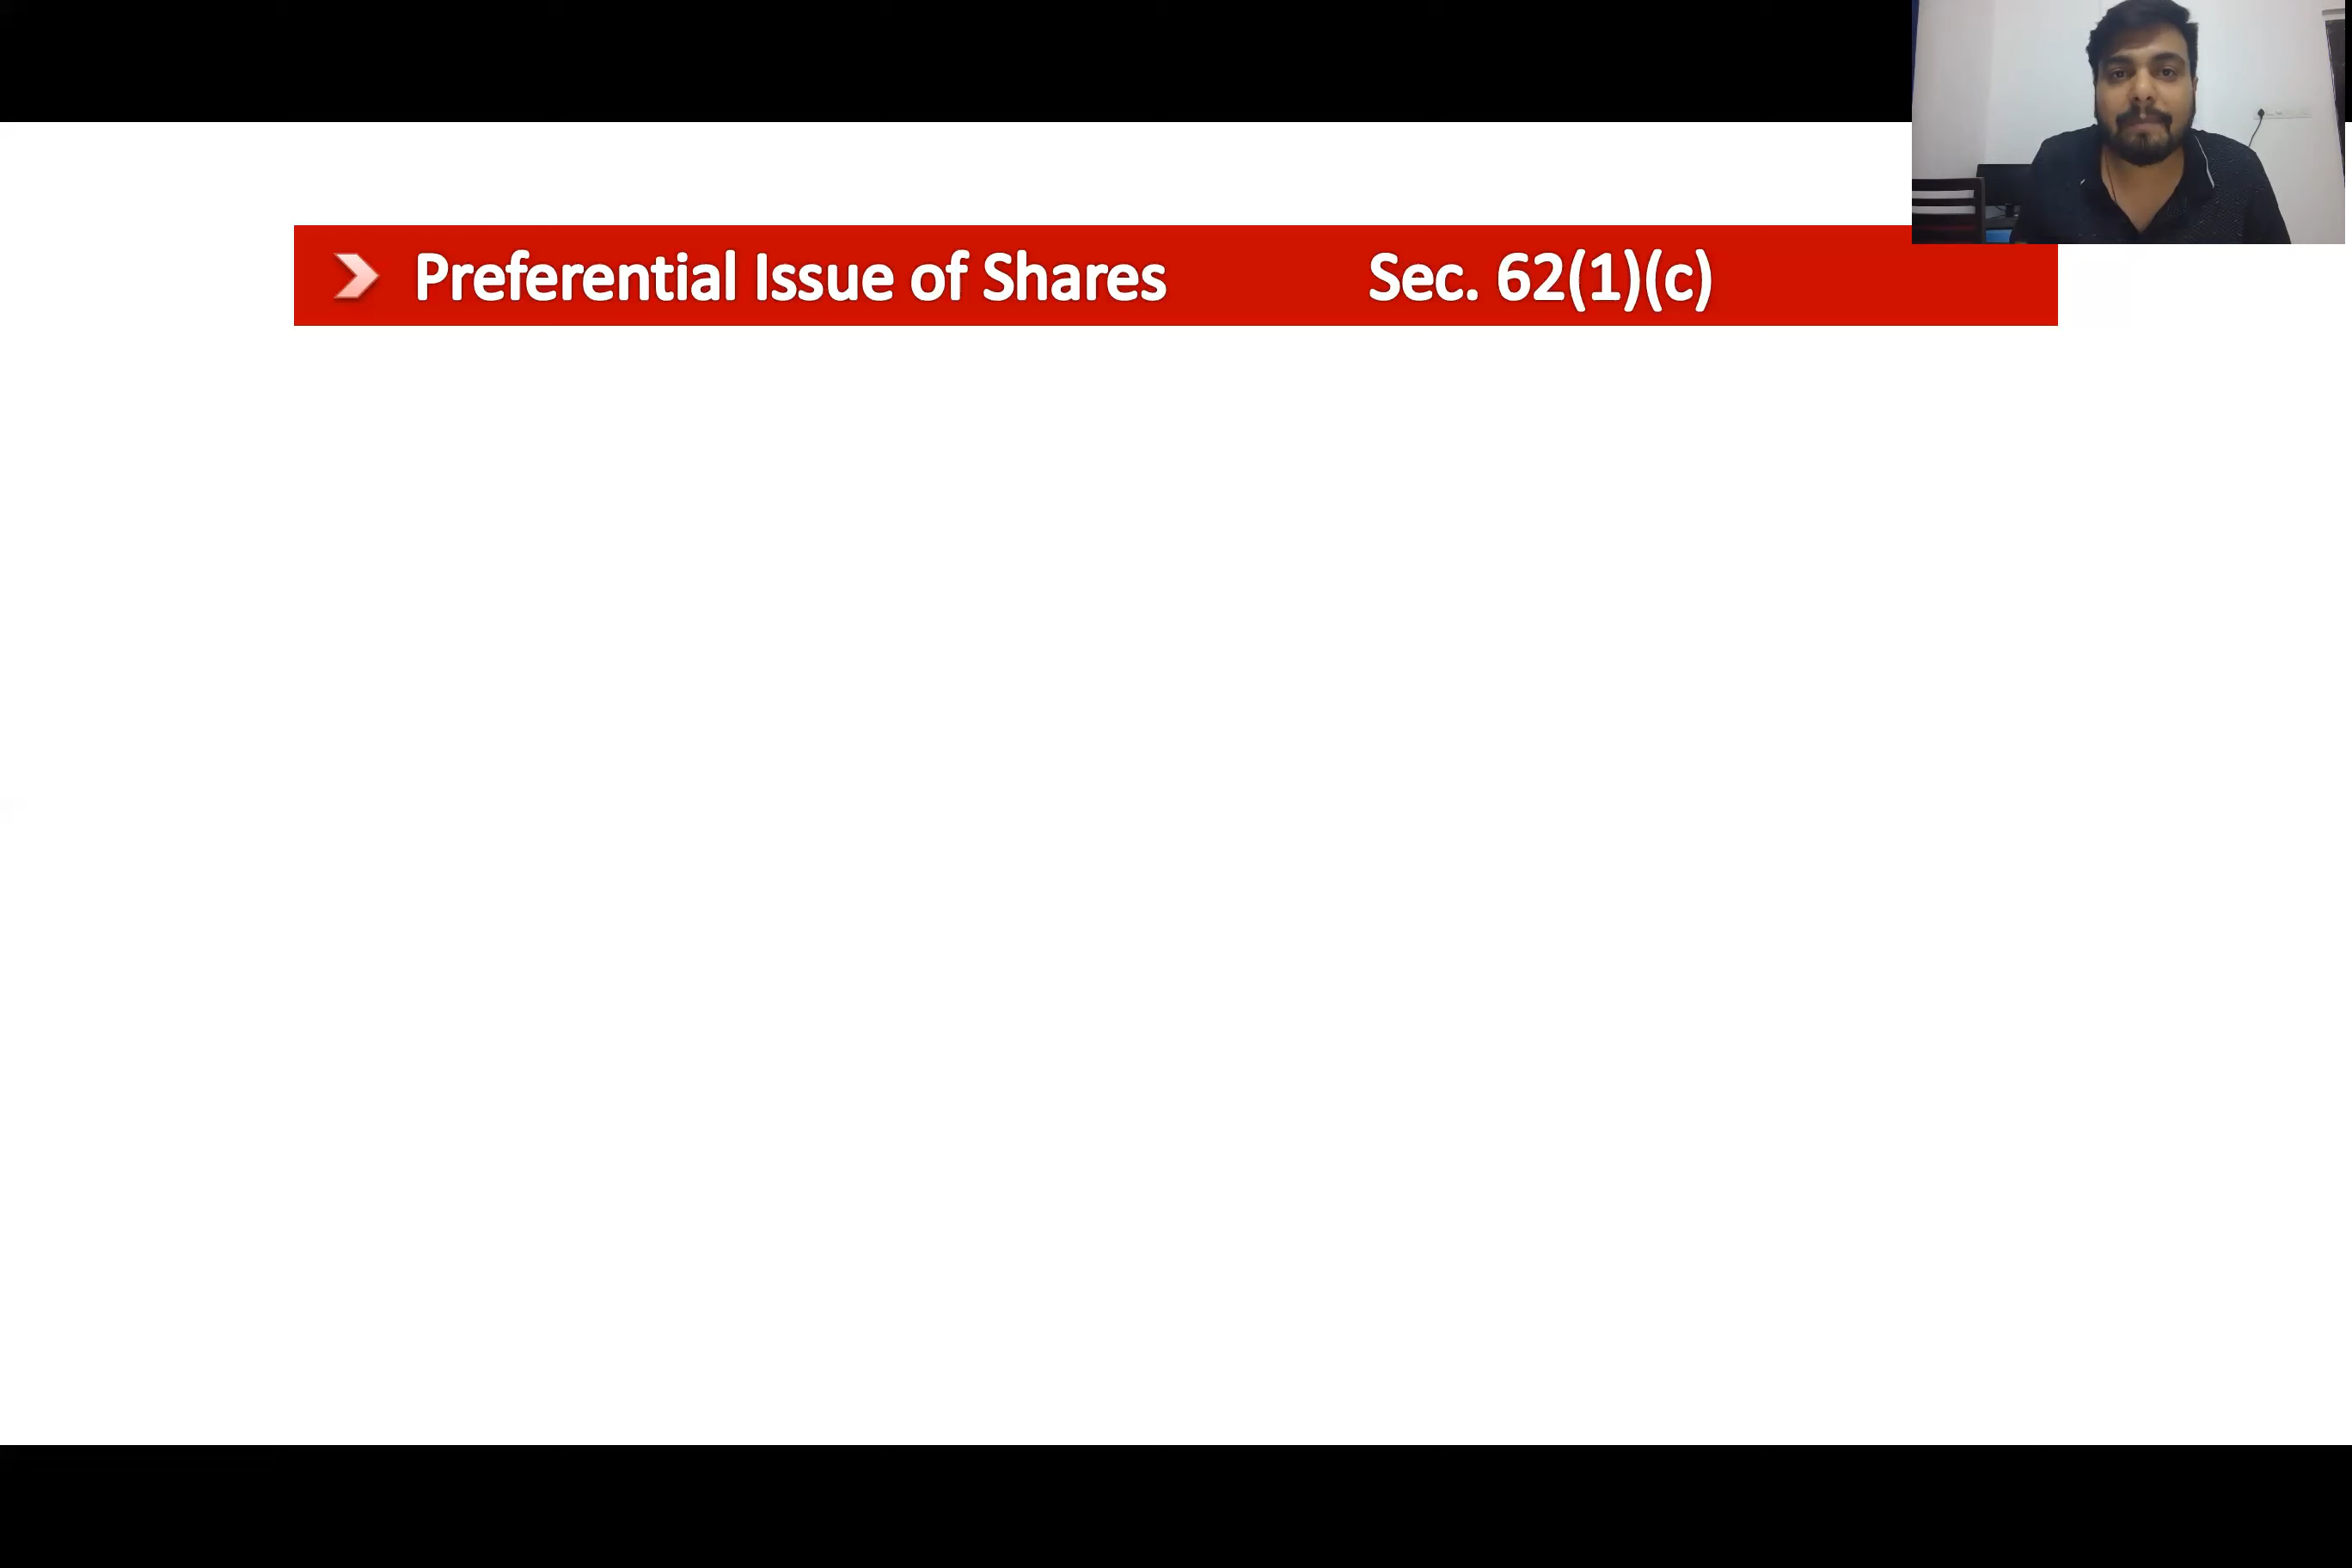 Preferential Issue of Shares Sec. 62(1)(c)